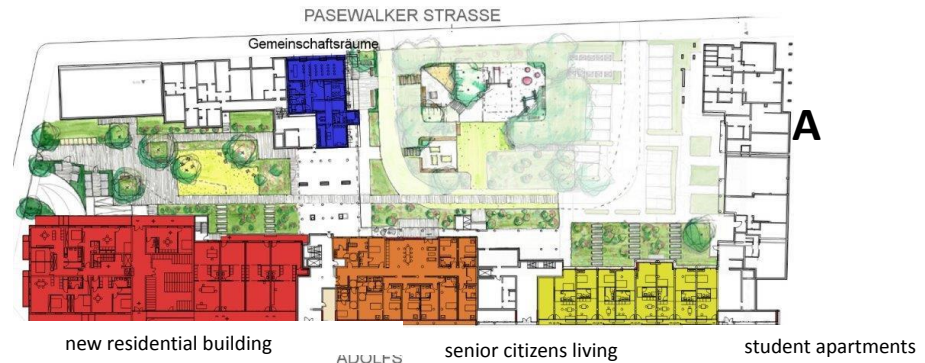 PASEWALKER STRASSE
Gemeinschaftsräume
A
new residential building
senior citizens living
student apartments
ADOLFS